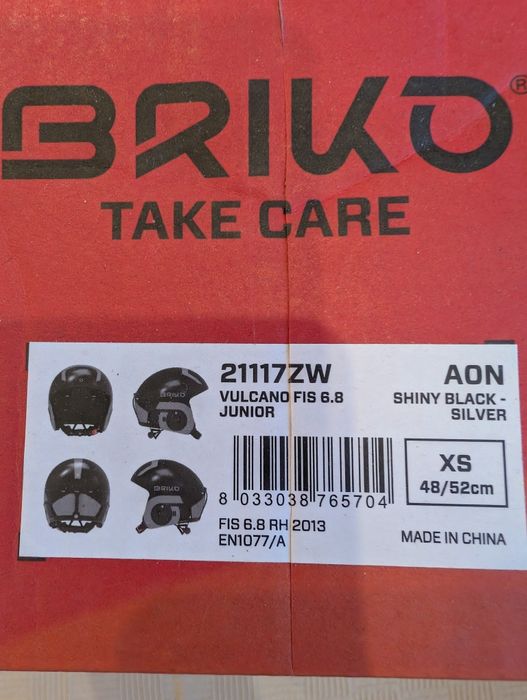 BRIKO®
TAKE CARE
21117ZW
VULCANO FIS 6.8
JUNIOR
AON
SHINY BLACK -
SILVER
BRIKO
XS
48/52cm
8 033038 765704
FIS 6.8 RH 2013
EN1077/A
MADE IN CHINA